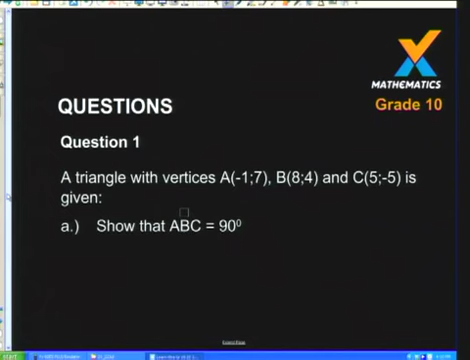 MATHEMATICS
QUESTIONS
Grade 10
Question 1
A triangle with vertices A(-1;7), B(8;4) and C(5;-5) is
given:
a.) Show that ABC = 90⁰
start